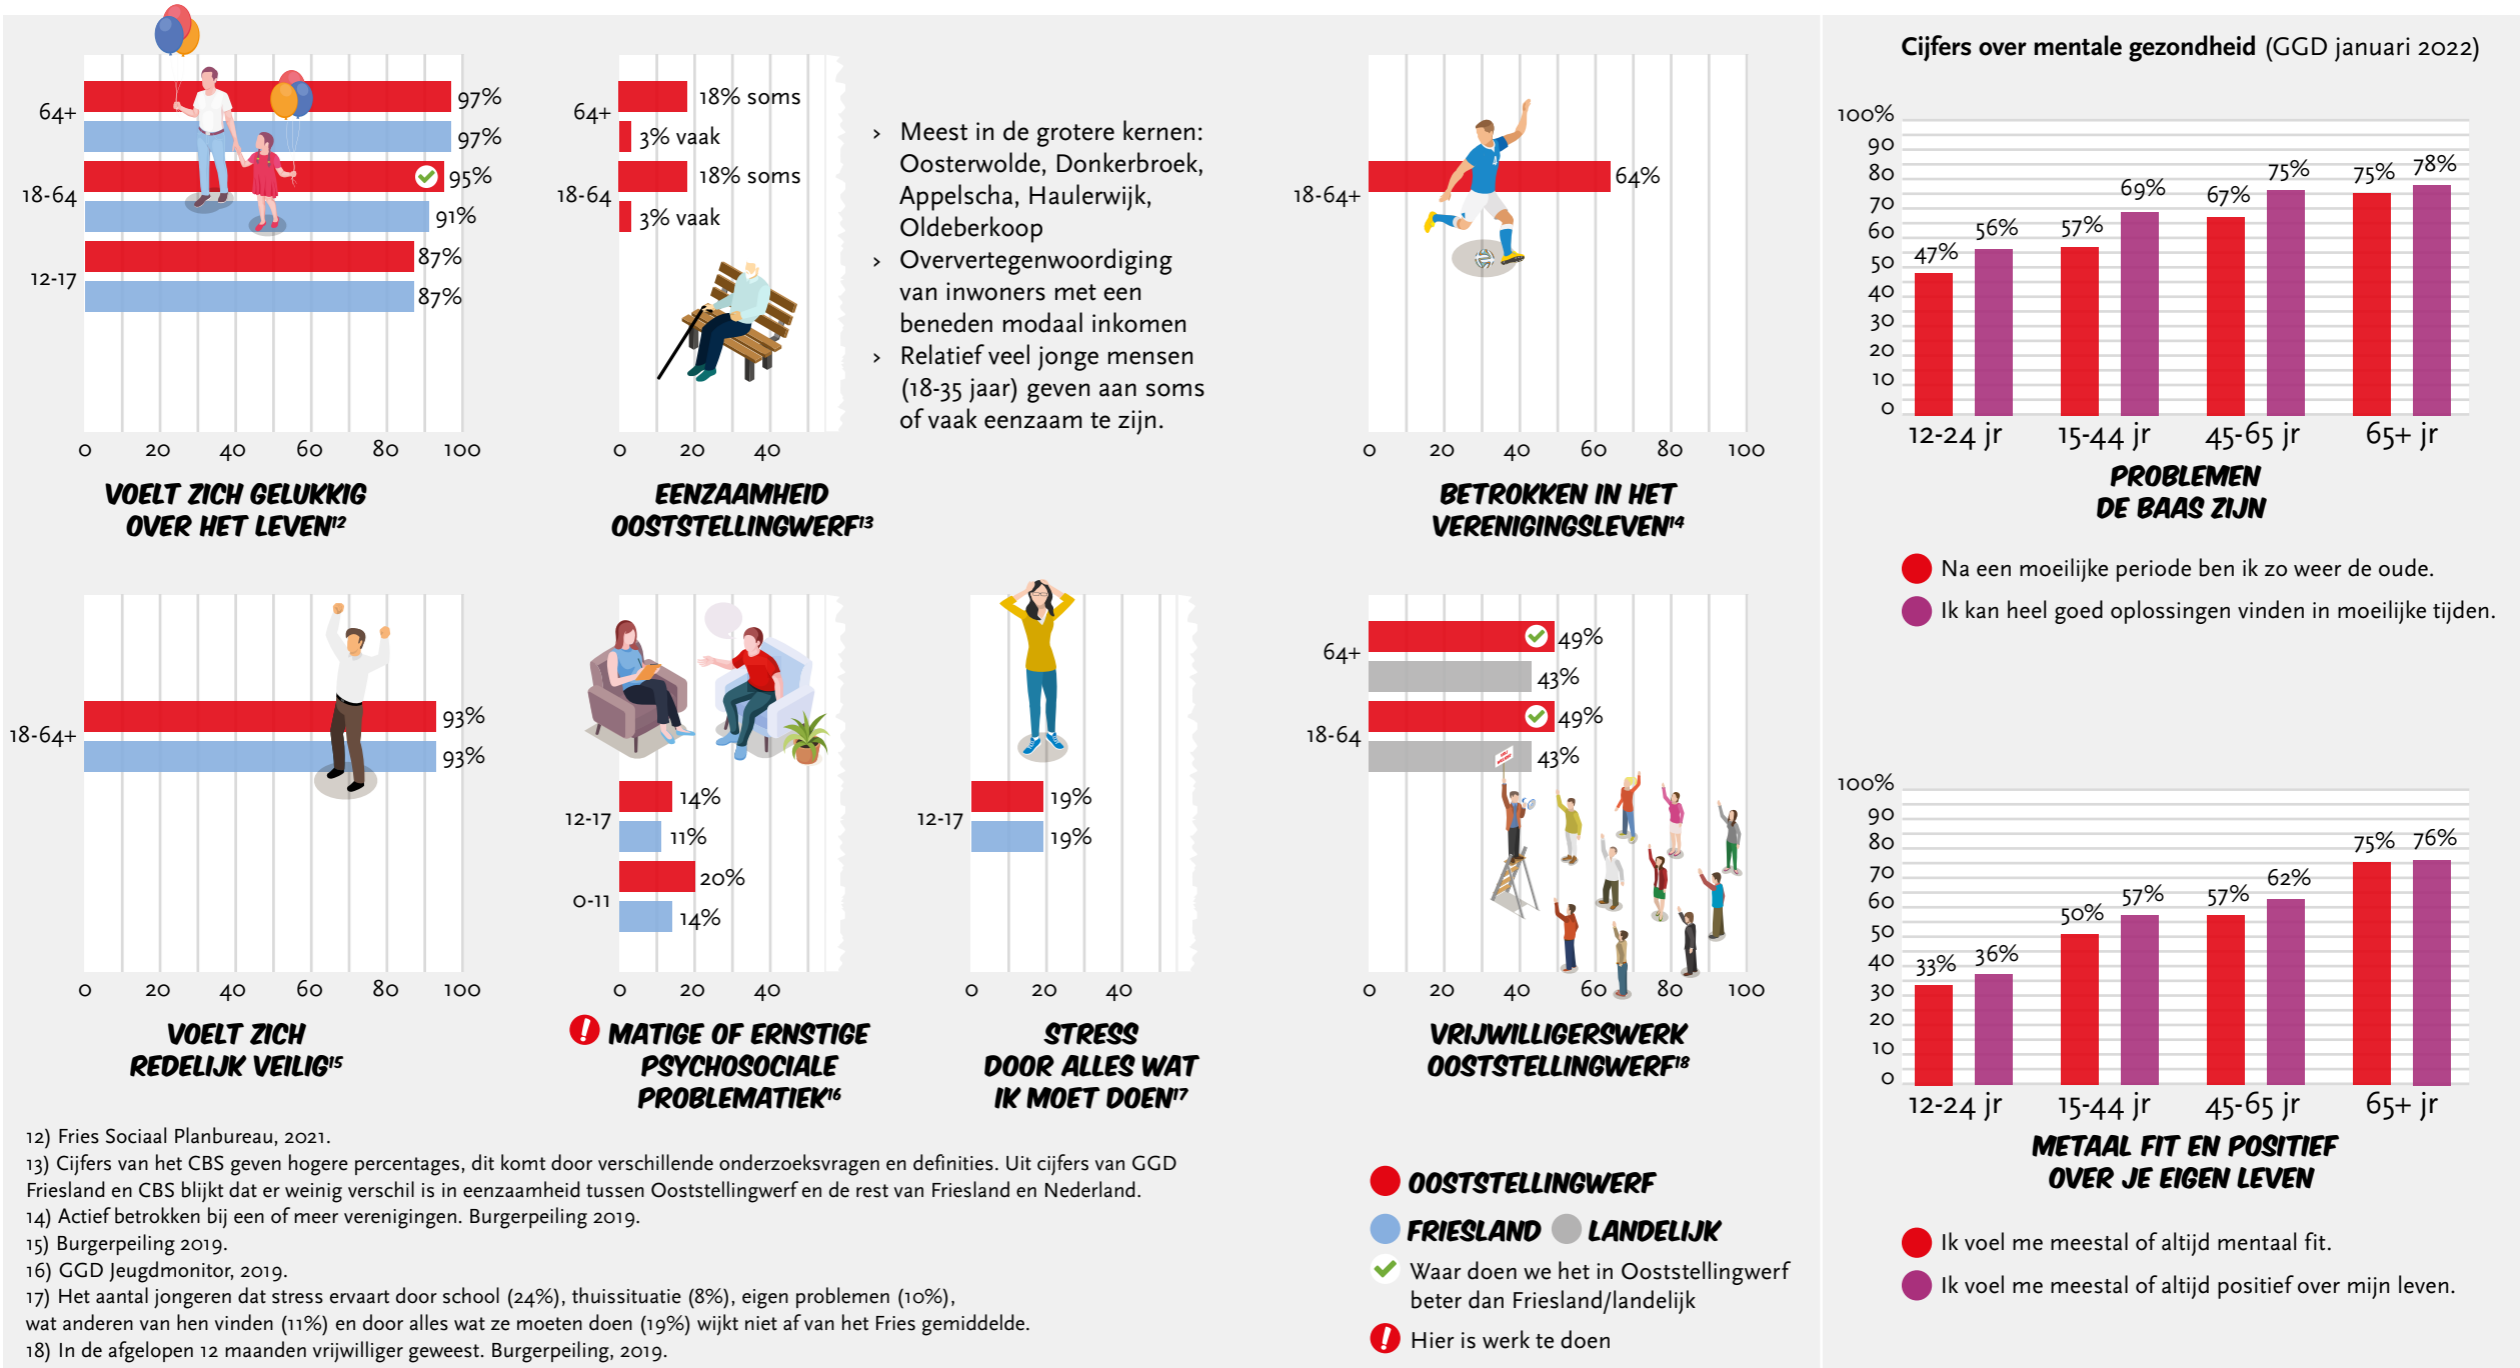 64+
97%
97%
18-64
95%
91%
12-17
87%
87%
0 20 40 60 80 100
VOELT ZICH GELUKKIG
OVER HET LEVEN¹²
64+
18% soms
3% vaak
18-64
18% soms
3% vaak
0 20 40
EENZAAMHEID
OOSTSTELLINGWERF¹³
› Meest in de grotere kernen:
Oosterwolde, Donkerbroek,
Appelscha, Haulerwijk,
Oldeberkoop
› Oververtegenwoordiging
van inwoners met een
beneden modaal inkomen
› Relatief veel jonge mensen
(18-35 jaar) geven aan soms
of vaak eenzaam te zijn.
18-64+
64%
0 20 40 60 80 100
BETROKKEN IN HET
VERENIGINGSLEVEN¹⁴
18-64+
93%
93%
0 20 40 60 80 100
VOELT ZICH
REDELIJK VEILIG¹⁵
12-17
14%
11%
0-11
20%
14%
0 20 40
! MATIGE OF ERNSTIGE
PSYCHOSOCIALE
PROBLEMATIEK¹⁶
12-17
19%
19%
0 20 40
STRESS
DOOR ALLES WAT
IK MOET DOEN¹⁷
64+
49%
43%
18-64
49%
43%
0 20 40 60 80 100
VRIJWILLIGERSWERK
OOSTSTELLINGWERF¹⁸
12) Fries Sociaal Planbureau, 2021.
13) Cijfers van het CBS geven hogere percentages, dit komt door verschillende onderzoeksvragen en definities. Uit cijfers van GGD
Friesland en CBS blijkt dat er weinig verschil is in eenzaamheid tussen Ooststellingwerf en de rest van Friesland en Nederland.
14) Actief betrokken bij een of meer verenigingen. Burgerpeiling 2019.
15) Burgerpeiling 2019.
16) GGD Jeugdmonitor, 2019.
17) Het aantal jongeren dat stress ervaart door school (24%), thuissituatie (8%), eigen problemen (10%),
wat anderen van hen vinden (11%) en door alles wat ze moeten doen (19%) wijkt niet af van het Fries gemiddelde.
18) In de afgelopen 12 maanden vrijwilliger geweest. Burgerpeiling, 2019.
OOSTSTELLINGWERF
FRIESLAND LANDELIJK
Waar doen we het in Ooststellingwerf
beter dan Friesland/landelijk
! Hier is werk te doen
Cijfers over mentale gezondheid (GGD januari 2022)
100%
90
80
70
60
50
40
30
20
10
0
47% 56% 57% 69% 67% 75% 75% 78%
12-24 jr 15-44 jr 45-65 jr 65+ jr
PROBLEMEN
DE BAAS ZIJN
Na een moeilijke periode ben ik zo weer de oude.
Ik kan heel goed oplossingen vinden in moeilijke tijden.
100%
90
80
70
60
50
40
30
20
10
0
33% 36% 50% 57% 57% 62% 75% 76%
12-24 jr 15-44 jr 45-65 jr 65+ jr
METAAL FIT EN POSITIEF
OVER JE EIGEN LEVEN
Ik voel me meestal of altijd mentaal fit.
Ik voel me meestal of altijd positief over mijn leven.